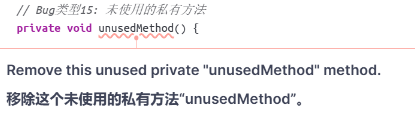 // Bug类型15: 未使用的私有方法
private void unusedMethod() {
Remove this unused private "unusedMethod" method.
移除这个未使用的私有方法“unusedMethod”。